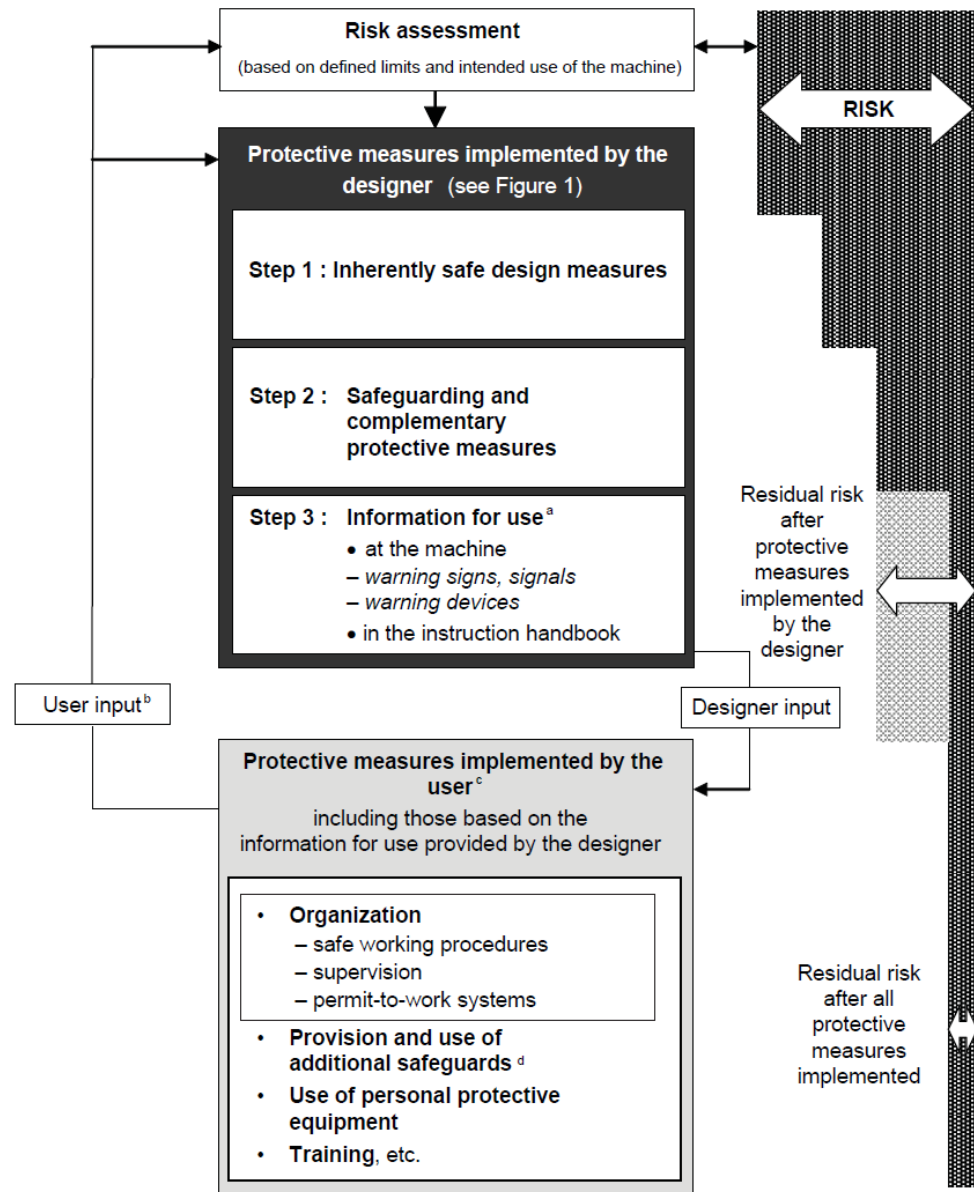 Risk assessment
(based on defined limits and intended use of the machine)
RISK
Protective measures implemented by the
designer (see Figure 1)
Step 1 : Inherently safe design measures
Step 2 : Safeguarding and
complementary
protective measures
Step 3 : Information for use a
• at the machine
– warning signs, signals
– warning devices
• in the instruction handbook
Residual risk
after
protective
measures
implemented
by the
designer
User input b
Designer input
Protective measures implemented by the
user c
including those based on the
information for use provided by the designer
• Organization
– safe working procedures
– supervision
– permit-to-work systems
• Provision and use of
additional safeguards d
• Use of personal protective
equipment
• Training, etc.
Residual risk
after all
protective
measures
implemented